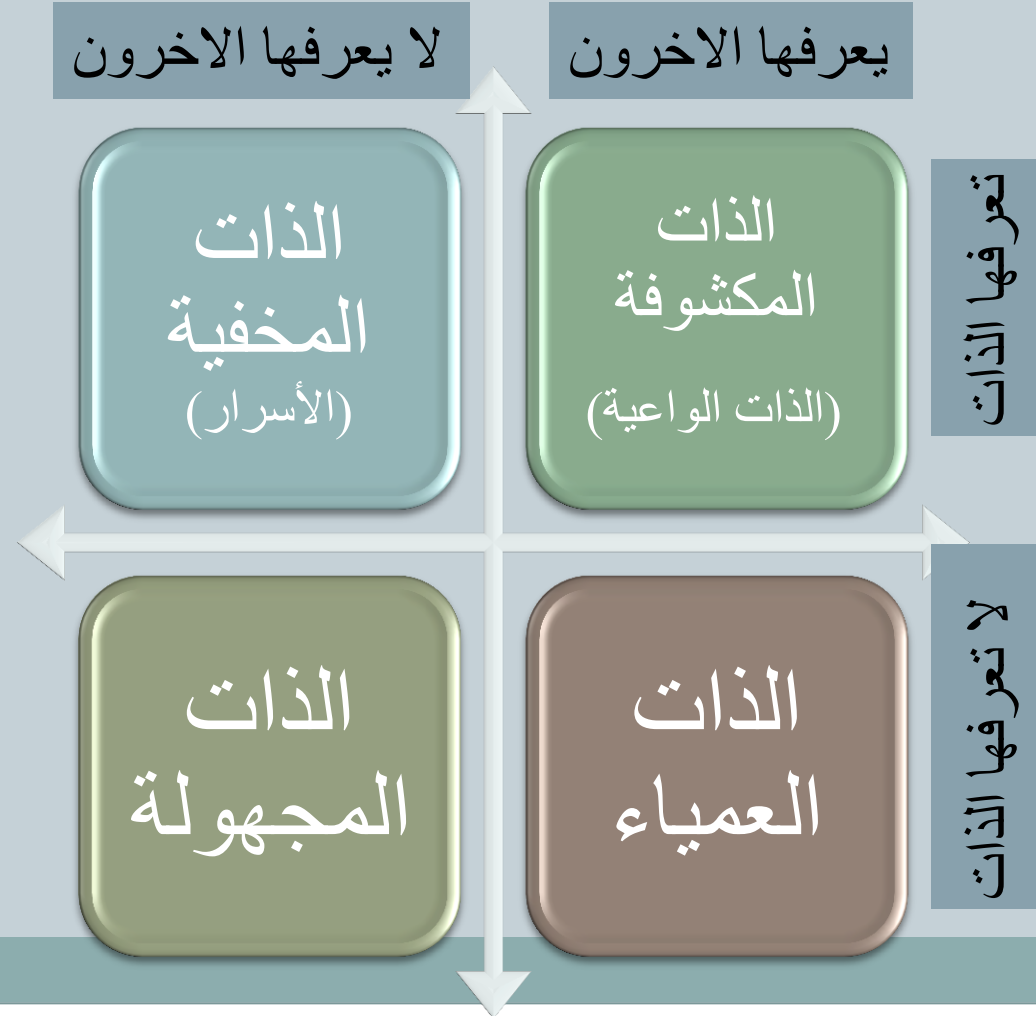 يعرفها الاخرون
لا يعرفها الاخرون
تعرفها الذات
الذات
المكشوفة
(الذات الواعية)
الذات
المخفية
(الأسرار)
لا تعرفها الذات
الذات
العمياء
الذات
المجهولة